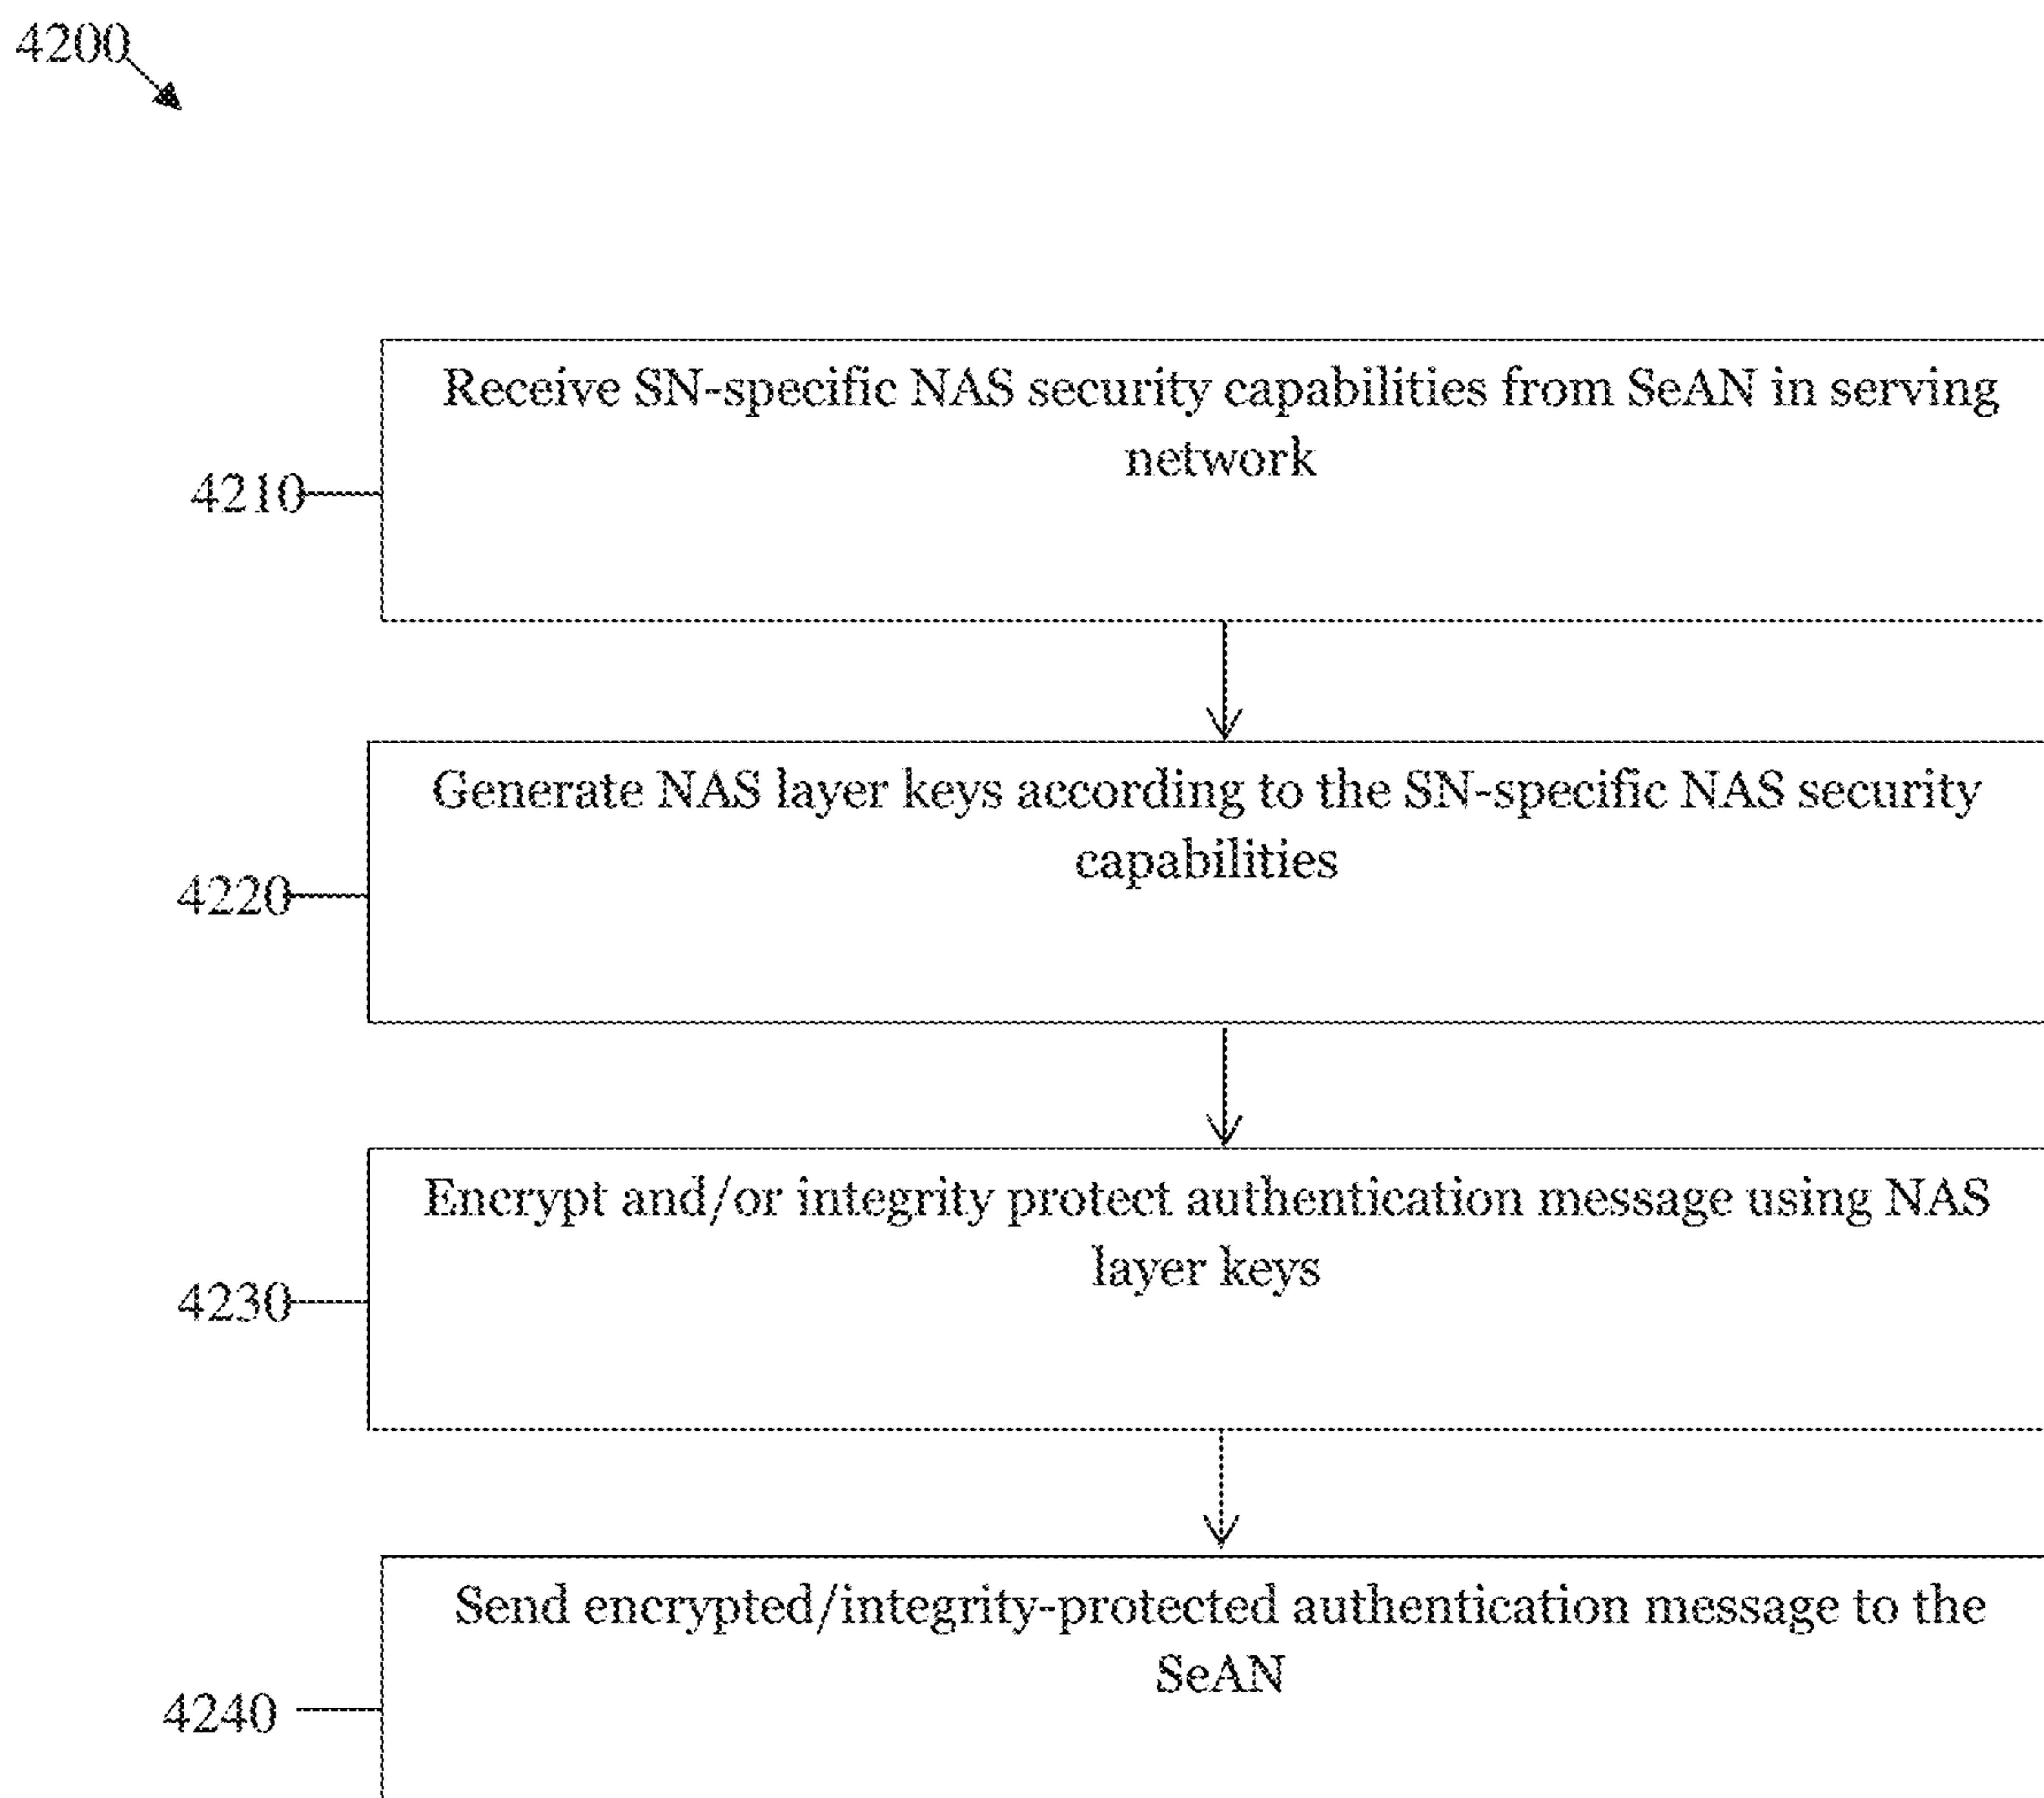 4200
Receive SN-specific NAS security capabilities from SeAN in serving
network
4210
Generate NAS layer keys according to the SN-specific NAS security
capabilities
4220
Encrypt and/or integrity protect authentication message using NAS
layer keys
4230
Send encrypted/integrity-protected authentication message to the
SeAN
4240